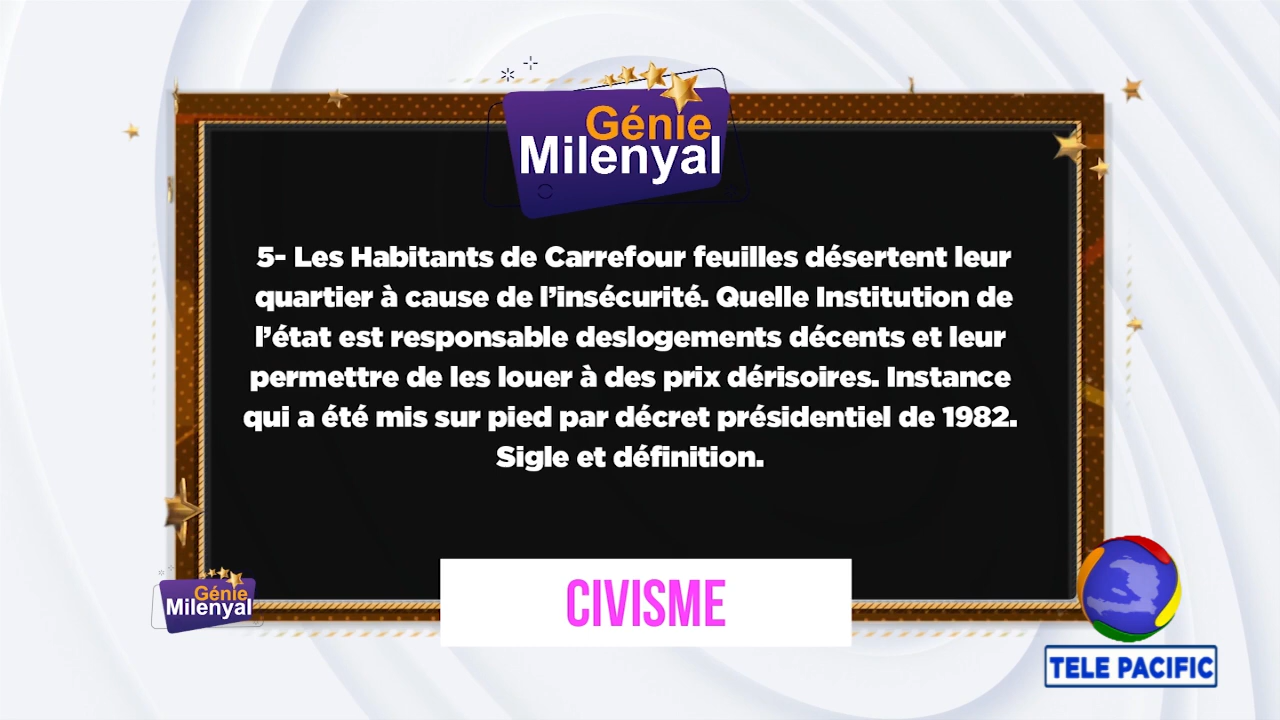 Génie
Milenyal
5- Les Habitants de Carrefour feuilles désertent leur
quartier à cause de l'insécurité. Quelle Institution de
l'état est responsable deslogements décents et leur
permettre de les louer à des prix dérisoires. Instance
qui a été mis sur pied par décret présidentiel de 1982.
Sigle et définition.
Génie
Milenyal
CIVISME
TELE PACIFIC